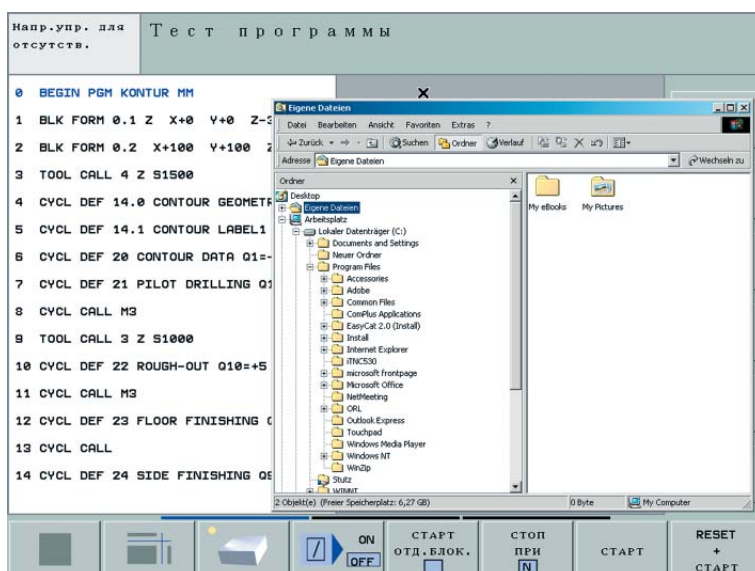 Напр.упр. для
отсутств.
Тест программы
0 BEGIN PGM KONTUR MM
1 BLK FORM 0.1 Z X+0 Y+0
2 BLK FORM 0.2 X+100 Y+100
3 TOOL CALL 4 Z S1500
4 CYCL DEF 14.0 CONTOUR
5 CYCL DEF 14.1 CONTOUR LABEL1
6 CYCL DEF 20 CONTOUR DATA
7 CYCL DEF 21 PILOT DRILLING
8 CYCL CALL M3
9 TOOL CALL 3 Z S1000
10 CYCL DEF 22 ROUGH-OUT Q10=+5
11 CYCL CALL M3
12 CYCL DEF 23 FLOOR FINISHING
13 CYCL CALL
14 CYCL DEF 24 SIDE FINISHING
Eigene Dateien
Datei Bearbeiten Ansicht Favoriten Extras ?
Zurück Suchen Ordner Verlauf
Adresse Eigene Dateien Wechseln zu
Ordner
Desktop
Eigene Dateien
Arbeitsplatz
Lokaler Datenträger (C:)
Documents and Settings
Neuer Ordner
Program Files
Accessories
Adobe
Common Files
ComPlus Applications
EasyCat 2.0 (Install)
Install
Internet Explorer
iTNC530
microsoft frontpage
Microsoft Office
NetMeeting
ORL
Outlook Express
Touchpad
Windows Media Player
Windows NT
WinZip
Stutz
WINNT
My eBooks My Pictures
2 Objekt(e) (Freier Speicherplatz: 6,27 GB) 0 Byte My Computer
ON
OFF
СТАРТ
ОТД.БЛОК.
СТОП
ПРИ
N
СТАРТ
RESET
+
СТАРТ